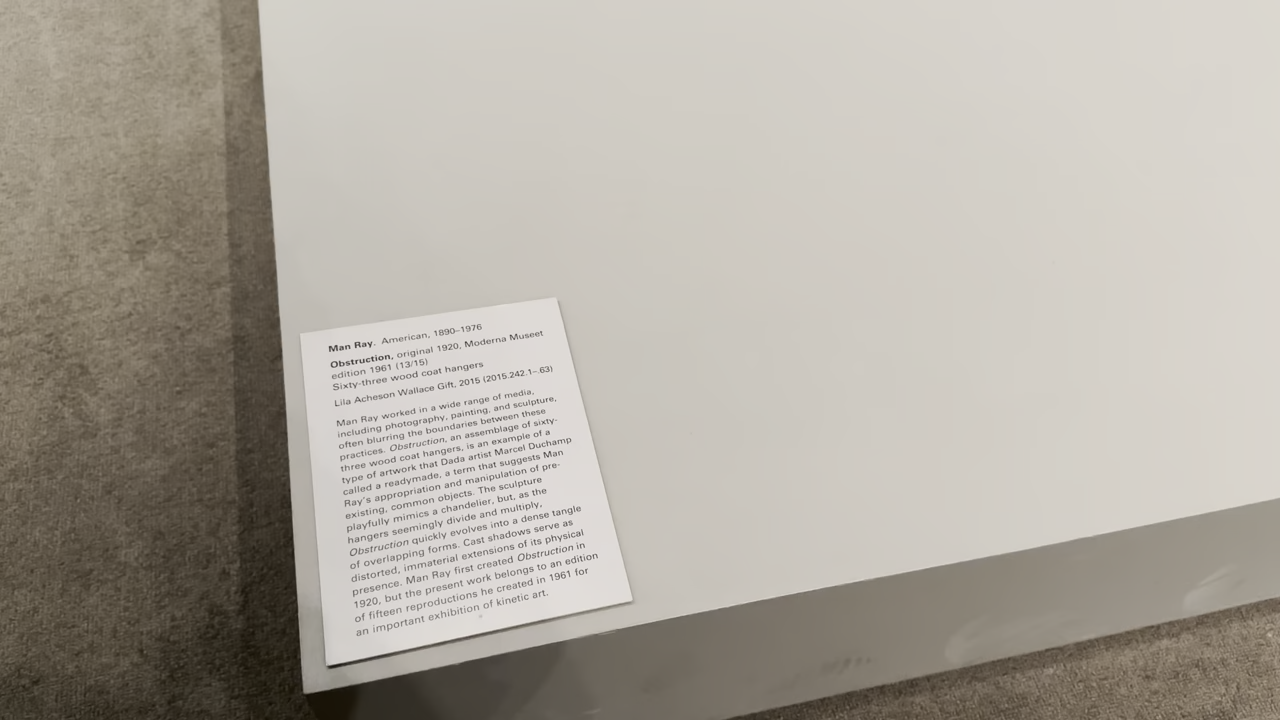 Man Ray. American, 1890–1976
Obstruction, original 1920, Moderna Museet
edition 1961 (13/15)
Sixty-three wood coat hangers
Lila Acheson Wallace Gift, 2015 (2015.242.1–.63)
Man Ray worked in a wide range of media,
including photography, painting, and sculpture,
often blurring the boundaries between these
practices. Obstruction, an assemblage of sixty-
three wood coat hangers, is an example of a
type of artwork that Dada artist Marcel Duchamp
called a readymade, a term that suggests Man
Ray's appropriation and manipulation of pre-
existing, common objects. The sculpture
playfully mimics a chandelier, but, as the
hangers seemingly divide and multiply,
Obstruction quickly evolves into a dense tangle
of overlapping forms. Cast shadows serve as
distorted, immaterial extensions of its physical
presence. Man Ray first created Obstruction in
1920, but the present work belongs to an edition
of fifteen reproductions he created in 1961 for
an important exhibition of kinetic art.